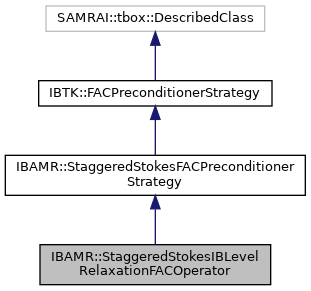 SAMRAI::tbox::DescribedClass
IBTK::FACPreconditionerStrategy
IBAMR::StaggeredStokesFACPreconditioner
Strategy
IBAMR::StaggeredStokesIBLevel
RelaxationFACOperator